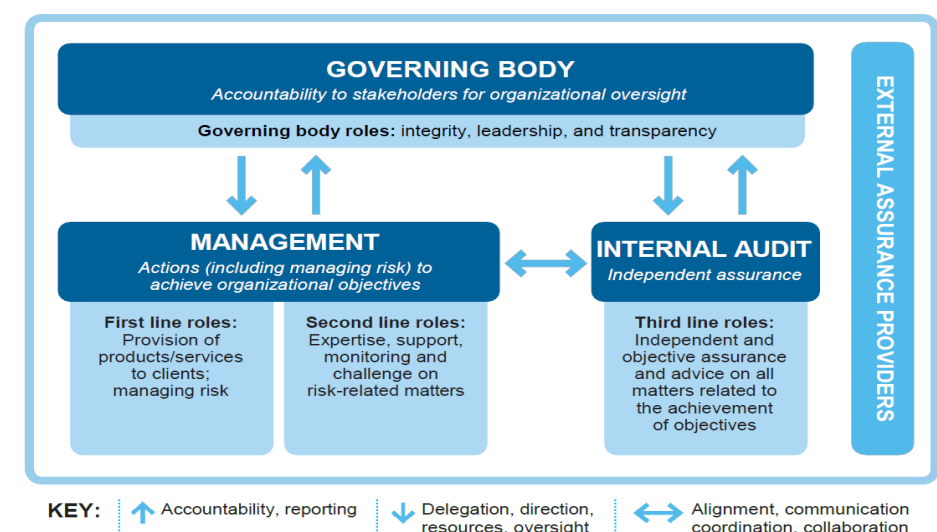 GOVERNING BODY
Accountability to stakeholders for organizational oversight
Governing body roles: integrity, leadership, and transparency
MANAGEMENT
Actions (including managing risk) to
achieve organizational objectives
First line roles:
Provision of
products/services
to clients;
managing risk
Second line roles:
Expertise, support,
monitoring and
challenge on
risk-related matters
INTERNAL AUDIT
Independent assurance
Third line roles:
Independent and
objective assurance
and advice on all
matters related to
the achievement
of objectives
EXTERNAL ASSURANCE PROVIDERS
KEY:
Accountability, reporting
Delegation, direction,
resources, oversight
Alignment, communication
coordination, collaboration